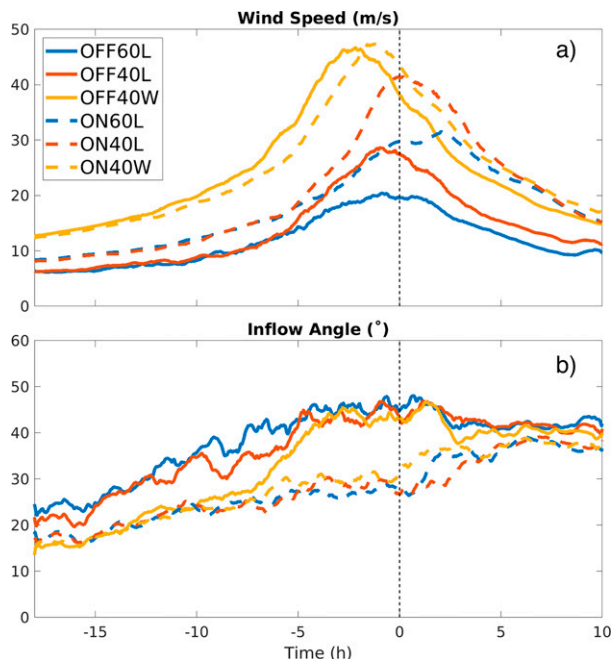 Wind Speed (m/s)
50
a)
OFF60L
OFF40L
40
OFF40W
ON60L
30
ON40L
ON40W
20
10
0
Inflow Angle (°)
60
b)
50
40
30
20
10
0
-15 -10 -5 0 5 10
Time (h)